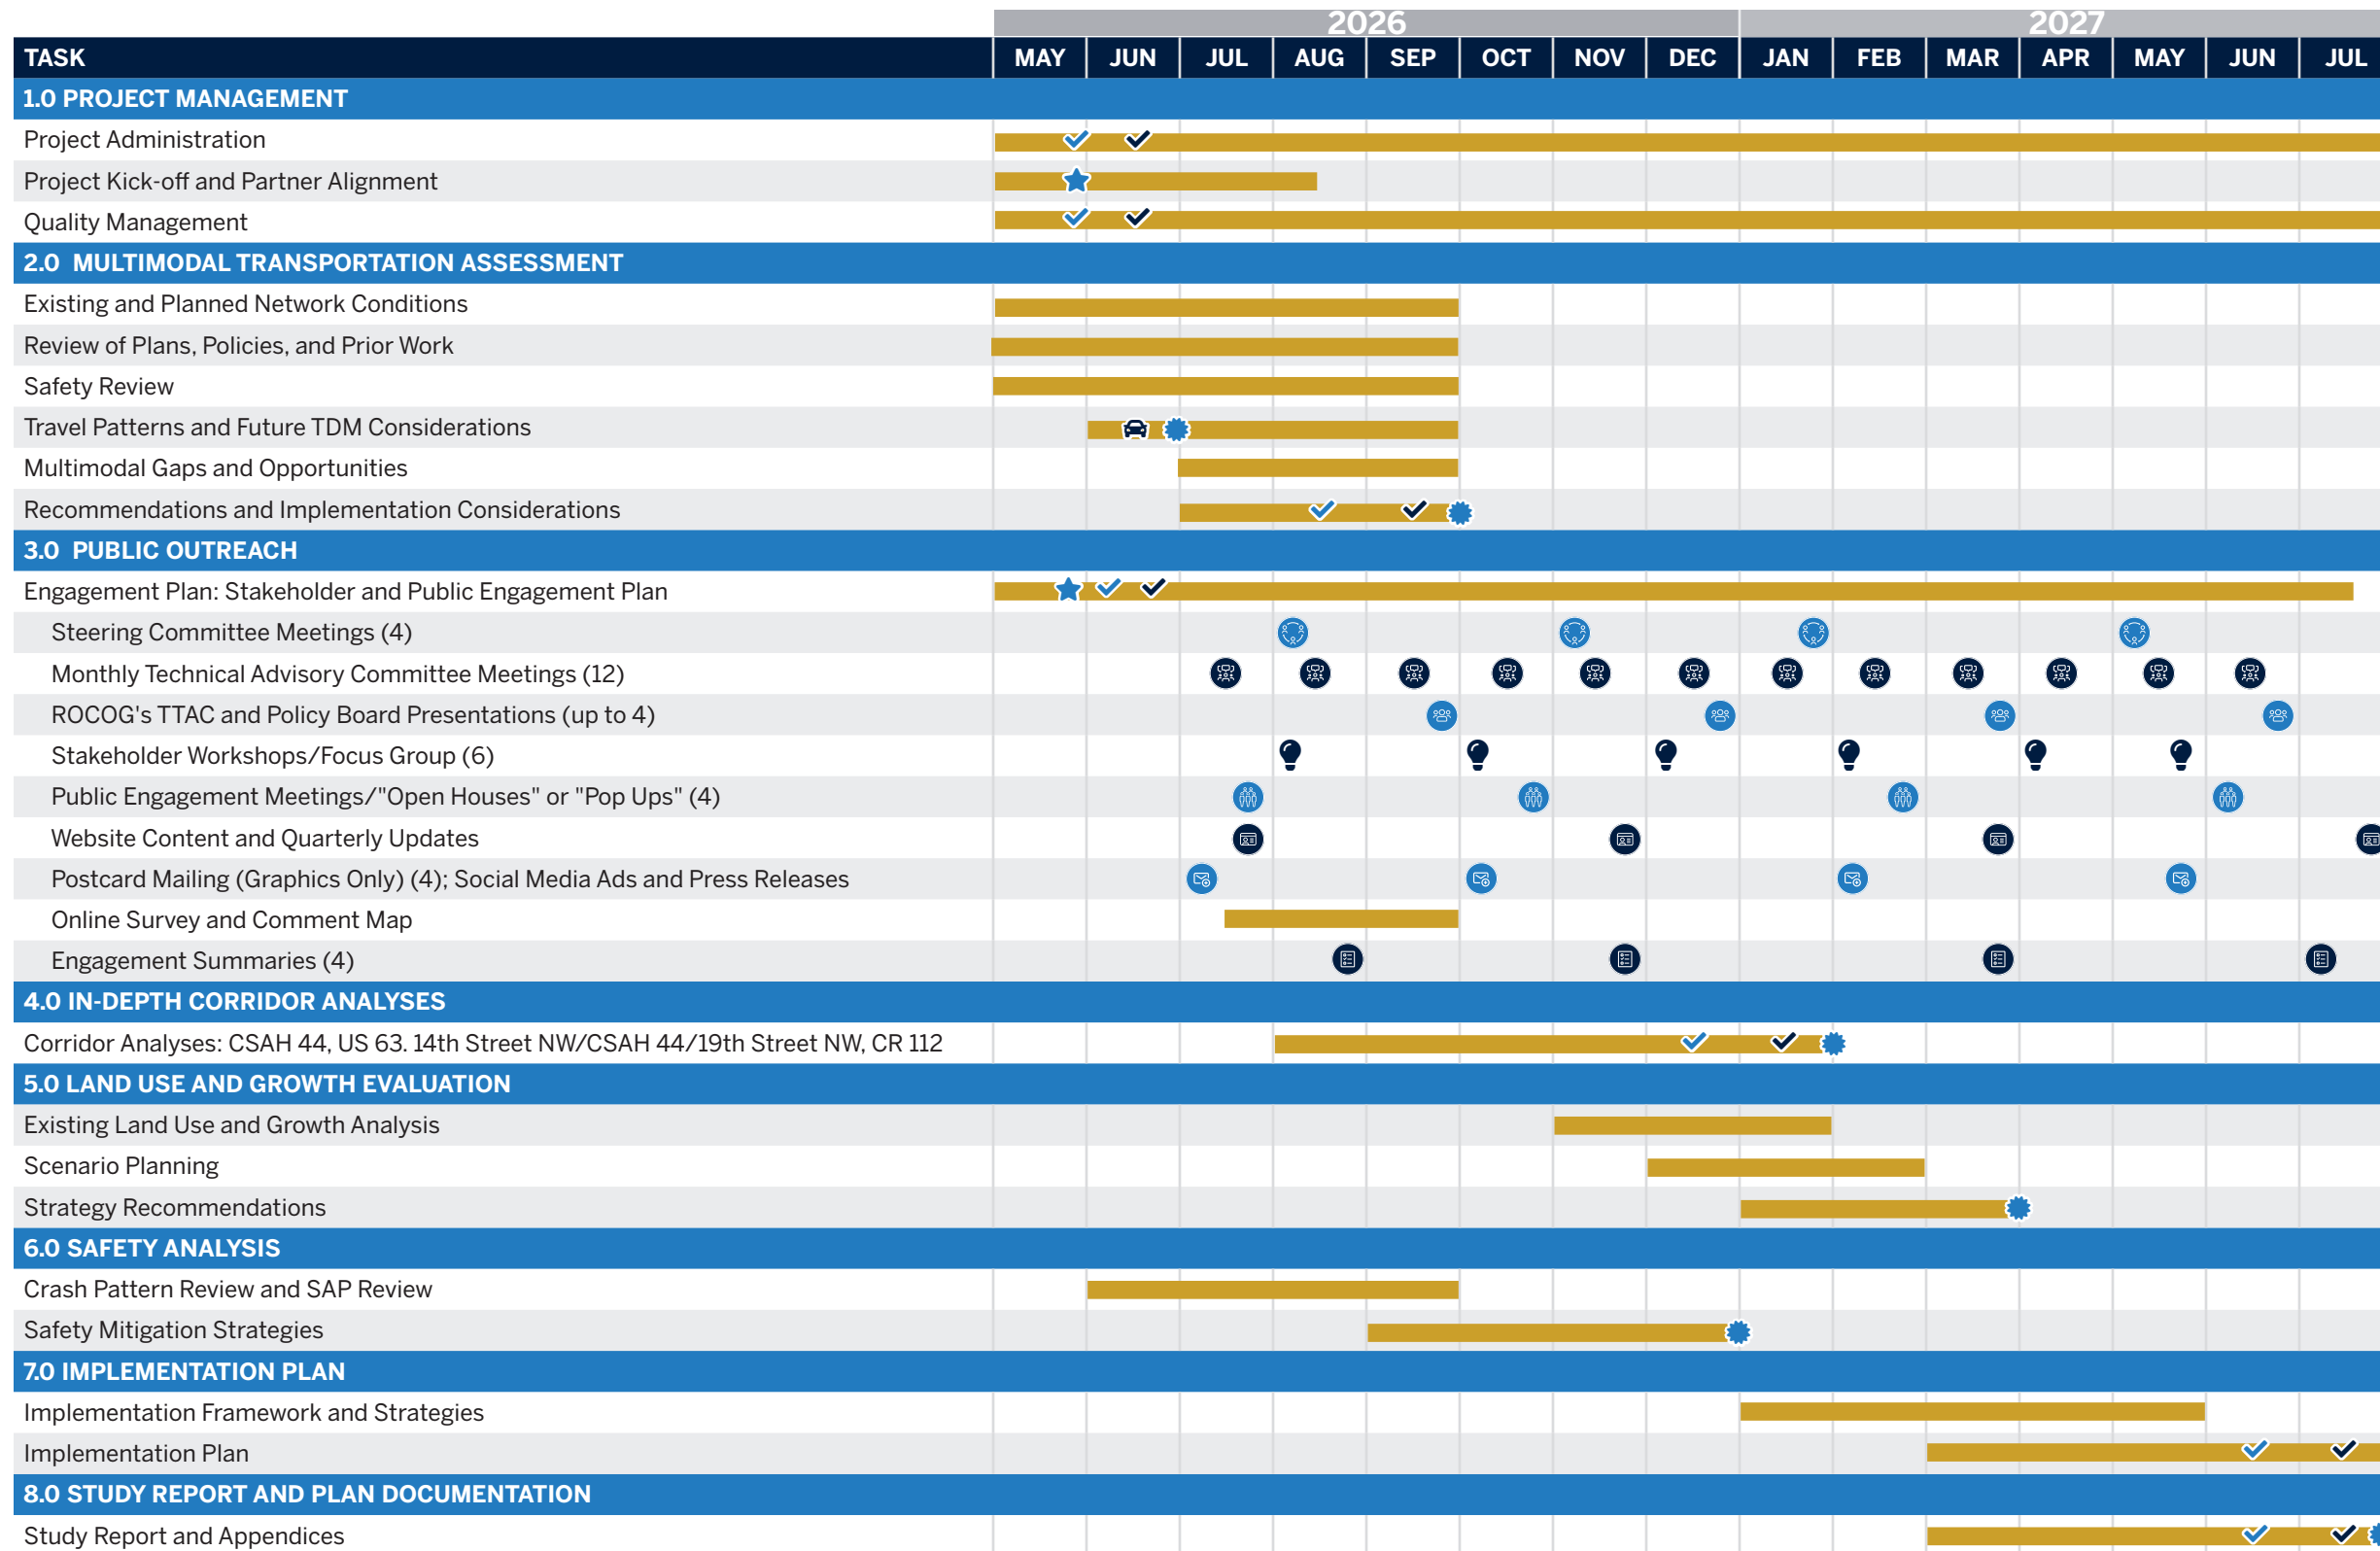 2026 2027
TASK MAY JUN JUL AUG SEP OCT NOV DEC JAN FEB MAR APR MAY JUN JUL
1.0 PROJECT MANAGEMENT
Project Administration
Project Kick-off and Partner Alignment
Quality Management
2.0 MULTIMODAL TRANSPORTATION ASSESSMENT
Existing and Planned Network Conditions
Review of Plans, Policies, and Prior Work
Safety Review
Travel Patterns and Future TDM Considerations
Multimodal Gaps and Opportunities
Recommendations and Implementation Considerations
3.0 PUBLIC OUTREACH
Engagement Plan: Stakeholder and Public Engagement Plan
Steering Committee Meetings (4)
Monthly Technical Advisory Committee Meetings (12)
ROCOG's TTAC and Policy Board Presentations (up to 4)
Stakeholder Workshops/Focus Group (6)
Public Engagement Meetings/"Open Houses" or "Pop Ups" (4)
Website Content and Quarterly Updates
Postcard Mailing (Graphics Only) (4); Social Media Ads and Press Releases
Online Survey and Comment Map
Engagement Summaries (4)
4.0 IN-DEPTH CORRIDOR ANALYSES
Corridor Analyses: CSAH 44, US 63. 14th Street NW/CSAH 44/19th Street NW, CR 112
5.0 LAND USE AND GROWTH EVALUATION
Existing Land Use and Growth Analysis
Scenario Planning
Strategy Recommendations
6.0 SAFETY ANALYSIS
Crash Pattern Review and SAP Review
Safety Mitigation Strategies
7.0 IMPLEMENTATION PLAN
Implementation Framework and Strategies
Implementation Plan
8.0 STUDY REPORT AND PLAN DOCUMENTATION
Study Report and Appendices